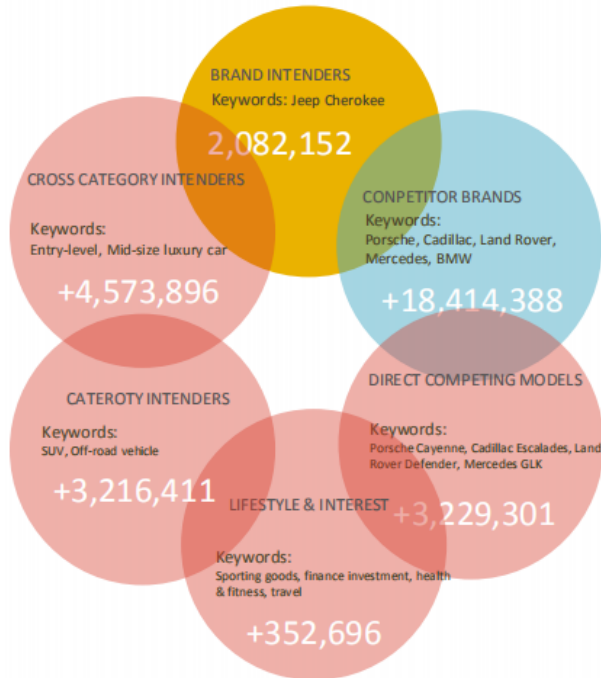 BRAND INTENDERS
Keywords: Jeep Cherokee
2,082,152
CROSS CATEGORY INTENDERS
Keywords:
Entry-level, Mid-size luxury car
+4,573,896
CONPETITOR BRANDS
Keywords:
Porsche, Cadillac, Land Rover,
Mercedes, BMW
+18,414,388
CATEROTY INTENDERS
Keywords:
SUV, Off-road vehicle
+3,216,411
DIRECT COMPETING MODELS
Keywords:
Porsche Cayenne, Cadillac Escalades, Land
Rover Defender, Mercedes GLK
+3,229,301
LIFESTYLE & INTEREST
Keywords:
Sporting goods, finance investment, health
& fitness, travel
+352,696